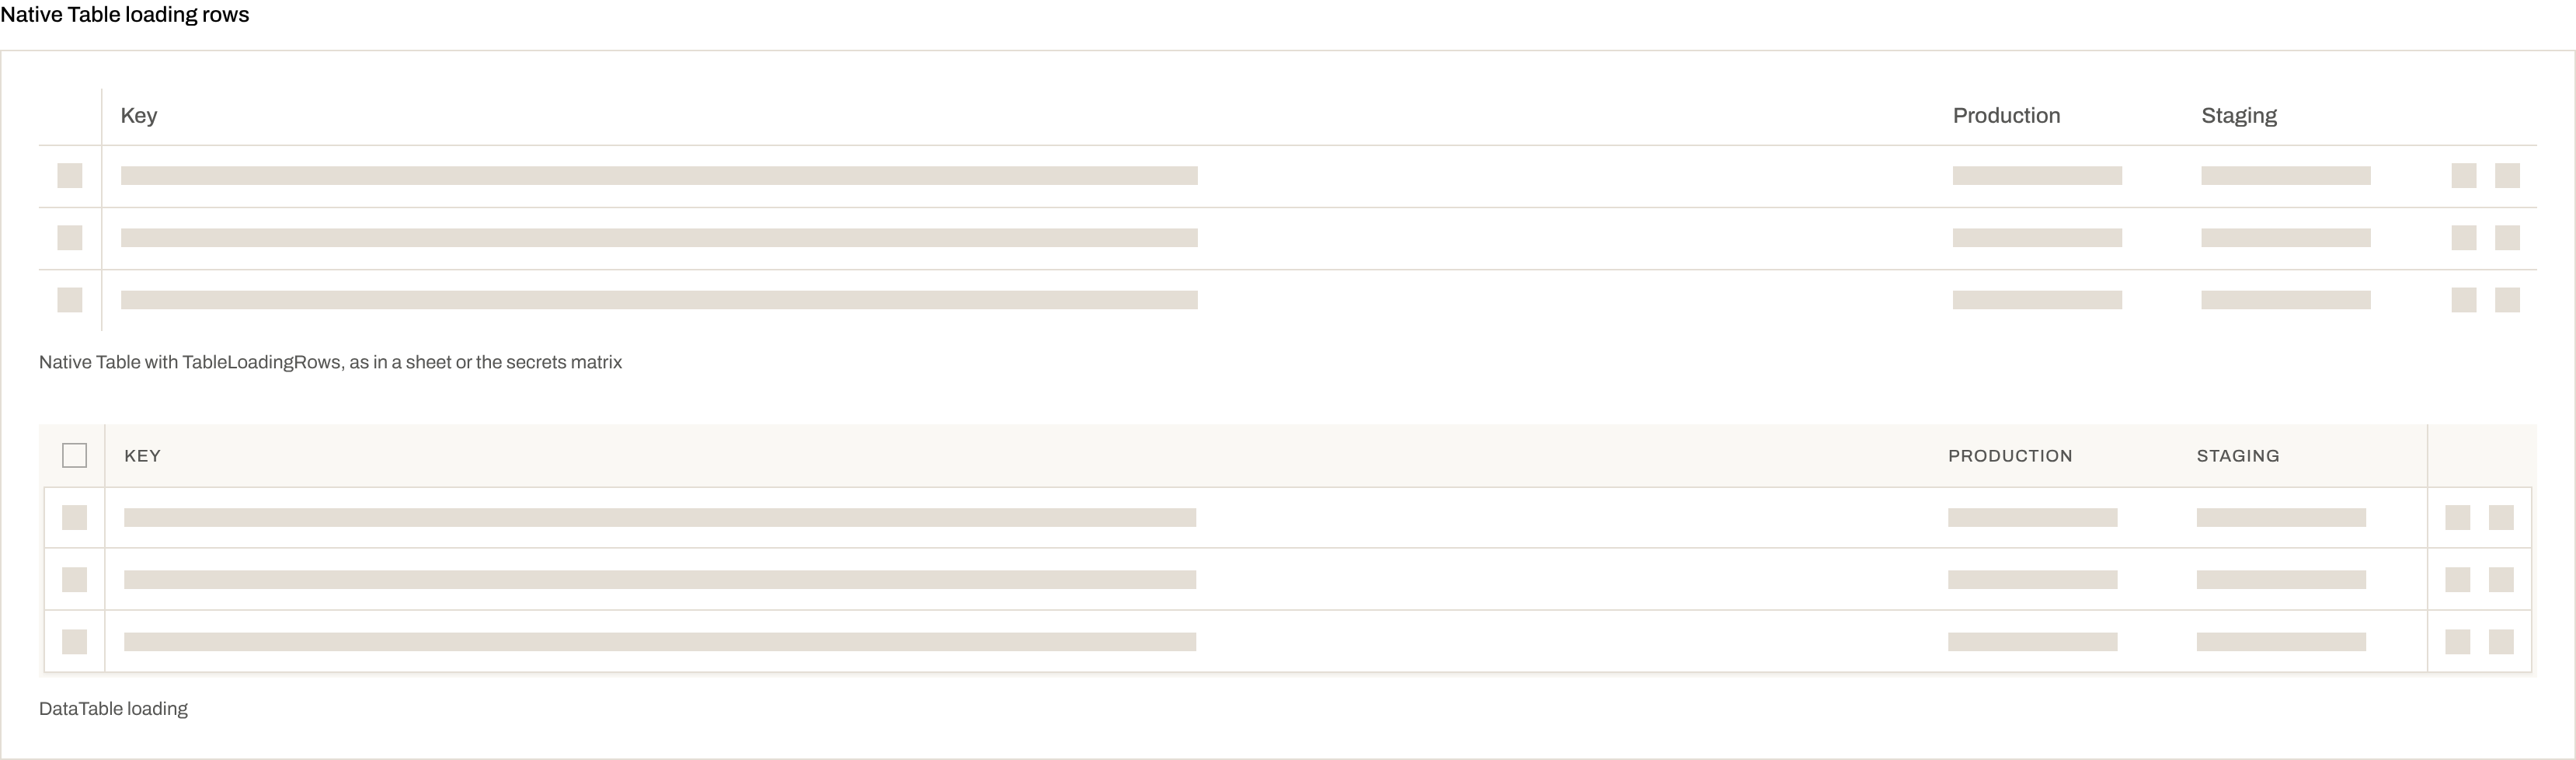 Native Table loading rows
Key Production Staging
Native Table with TableLoadingRows, as in a sheet or the secrets matrix
KEY PRODUCTION STAGING
DataTable loading